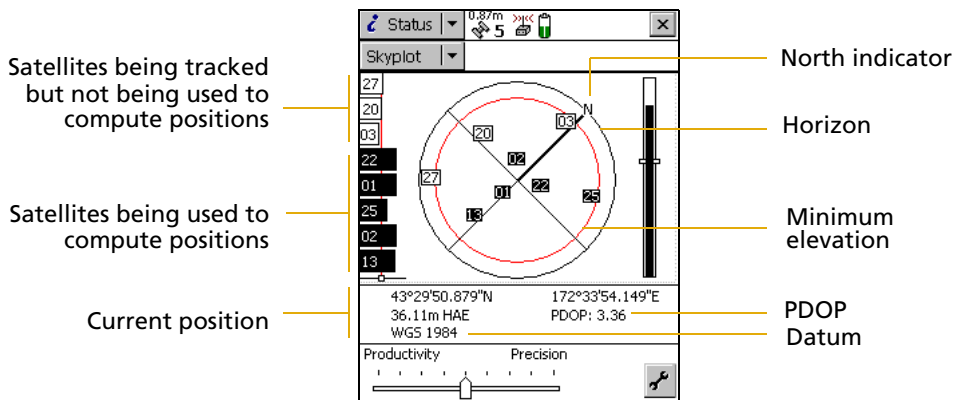 Status
0.87m
5
Skyplot
Satellites being tracked
but not being used to
compute positions
Satellites being used to
compute positions
Current position
27
20
03
22
01
25
02
13
N
03
20
02
27
01
22
25
13
North indicator
Horizon
Minimum
elevation
PDOP
Datum
43°29'50.879"N 172°33'54.149"E
36.11m HAE PDOP: 3.36
WGS 1984
Productivity Precision